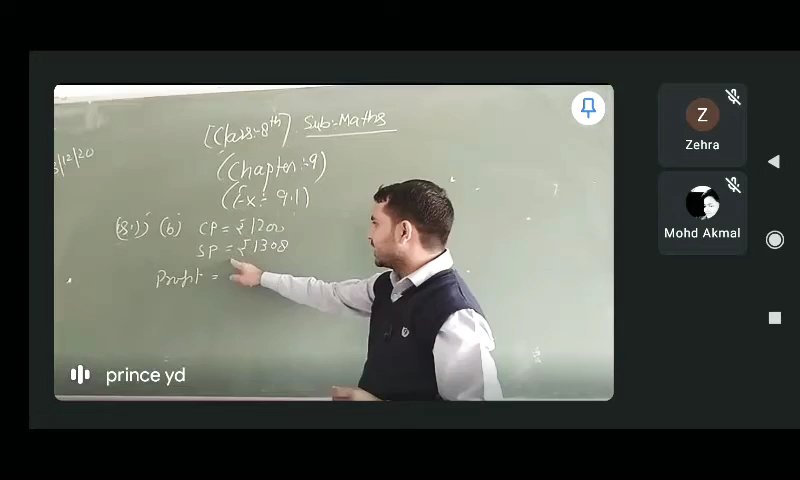 [Class:- 8th]. Sub:- Maths
(Chapter:- 9)
(Ex:- 9.1)
(8.1) (b) CP = ₹ 1200
SP = ₹ 1308
Profit =
prince yd
Z
Zehra
Mohd Akmal